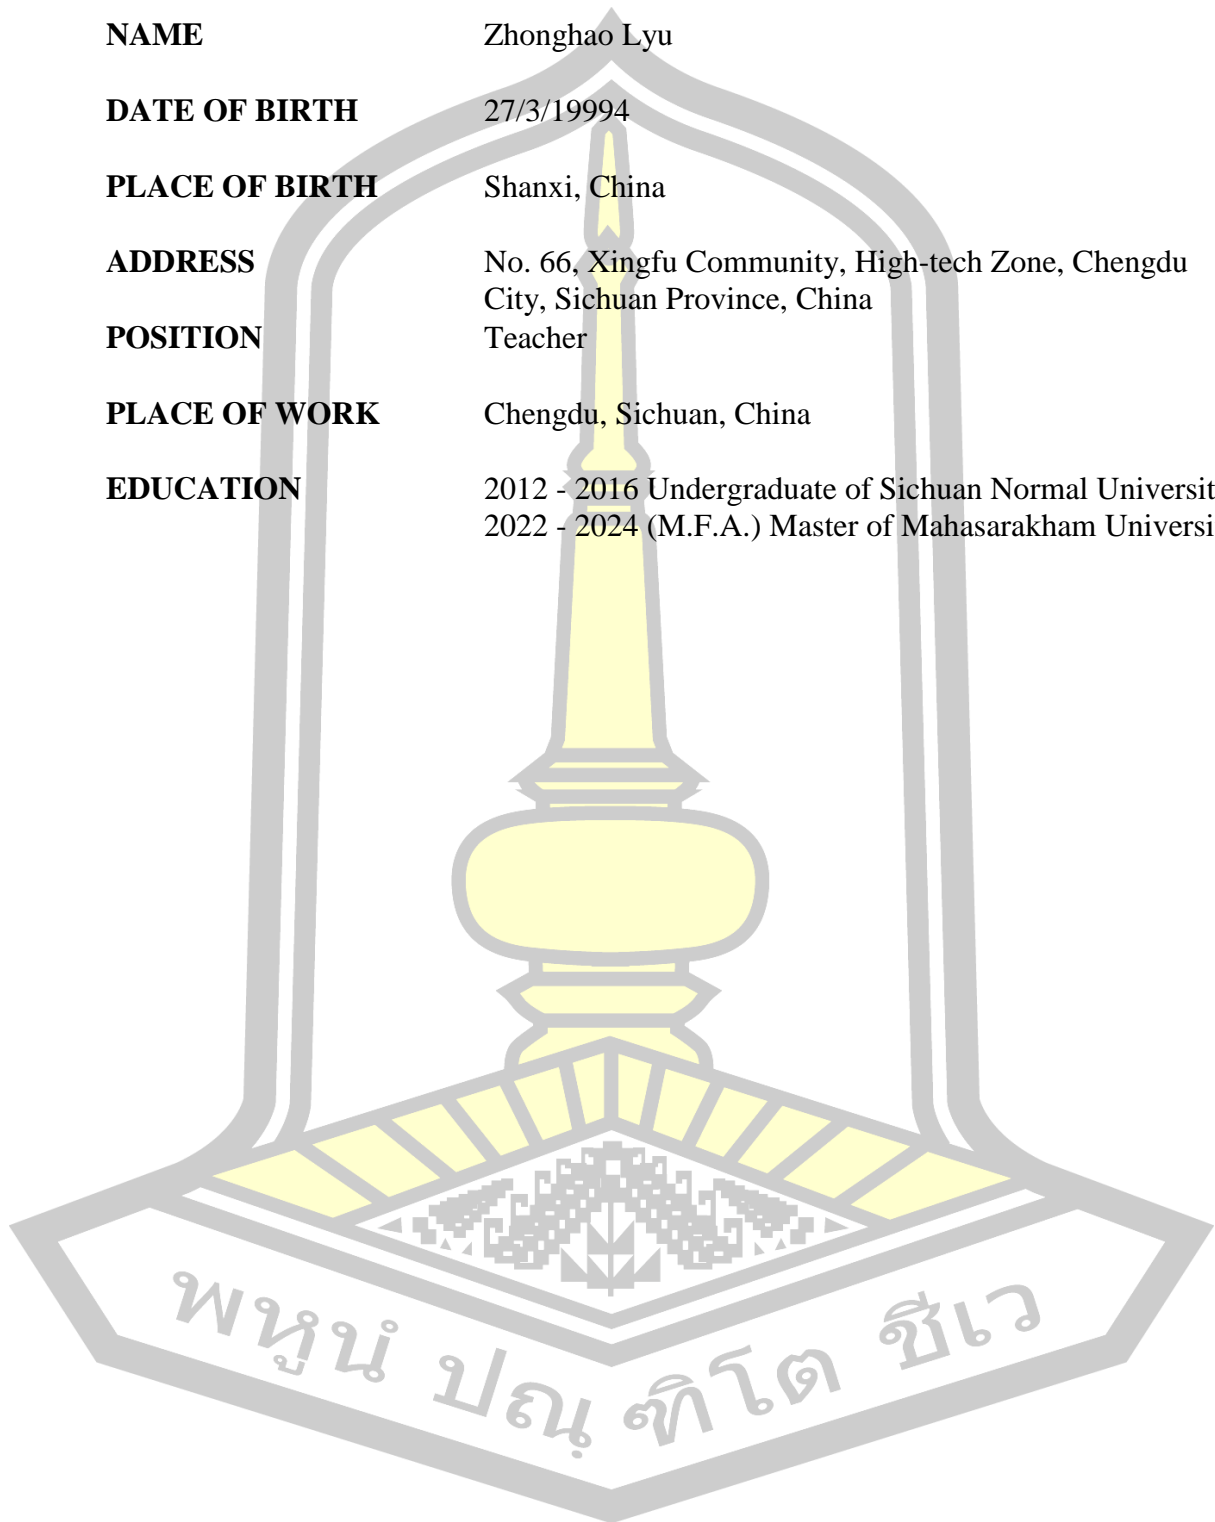 NAME Zhonghao Lyu
DATE OF BIRTH 27/3/19994
PLACE OF BIRTH Shanxi, China
ADDRESS No. 66, Xingfu Community, High-tech Zone, Chengdu
City, Sichuan Province, China
POSITION Teacher
PLACE OF WORK Chengdu, Sichuan, China
EDUCATION 2012 - 2016 Undergraduate of Sichuan Normal Universit
2022 - 2024 (M.F.A.) Master of Mahasarakham Universi
พหูนํ ปณฺ ฑิโต ชีเว